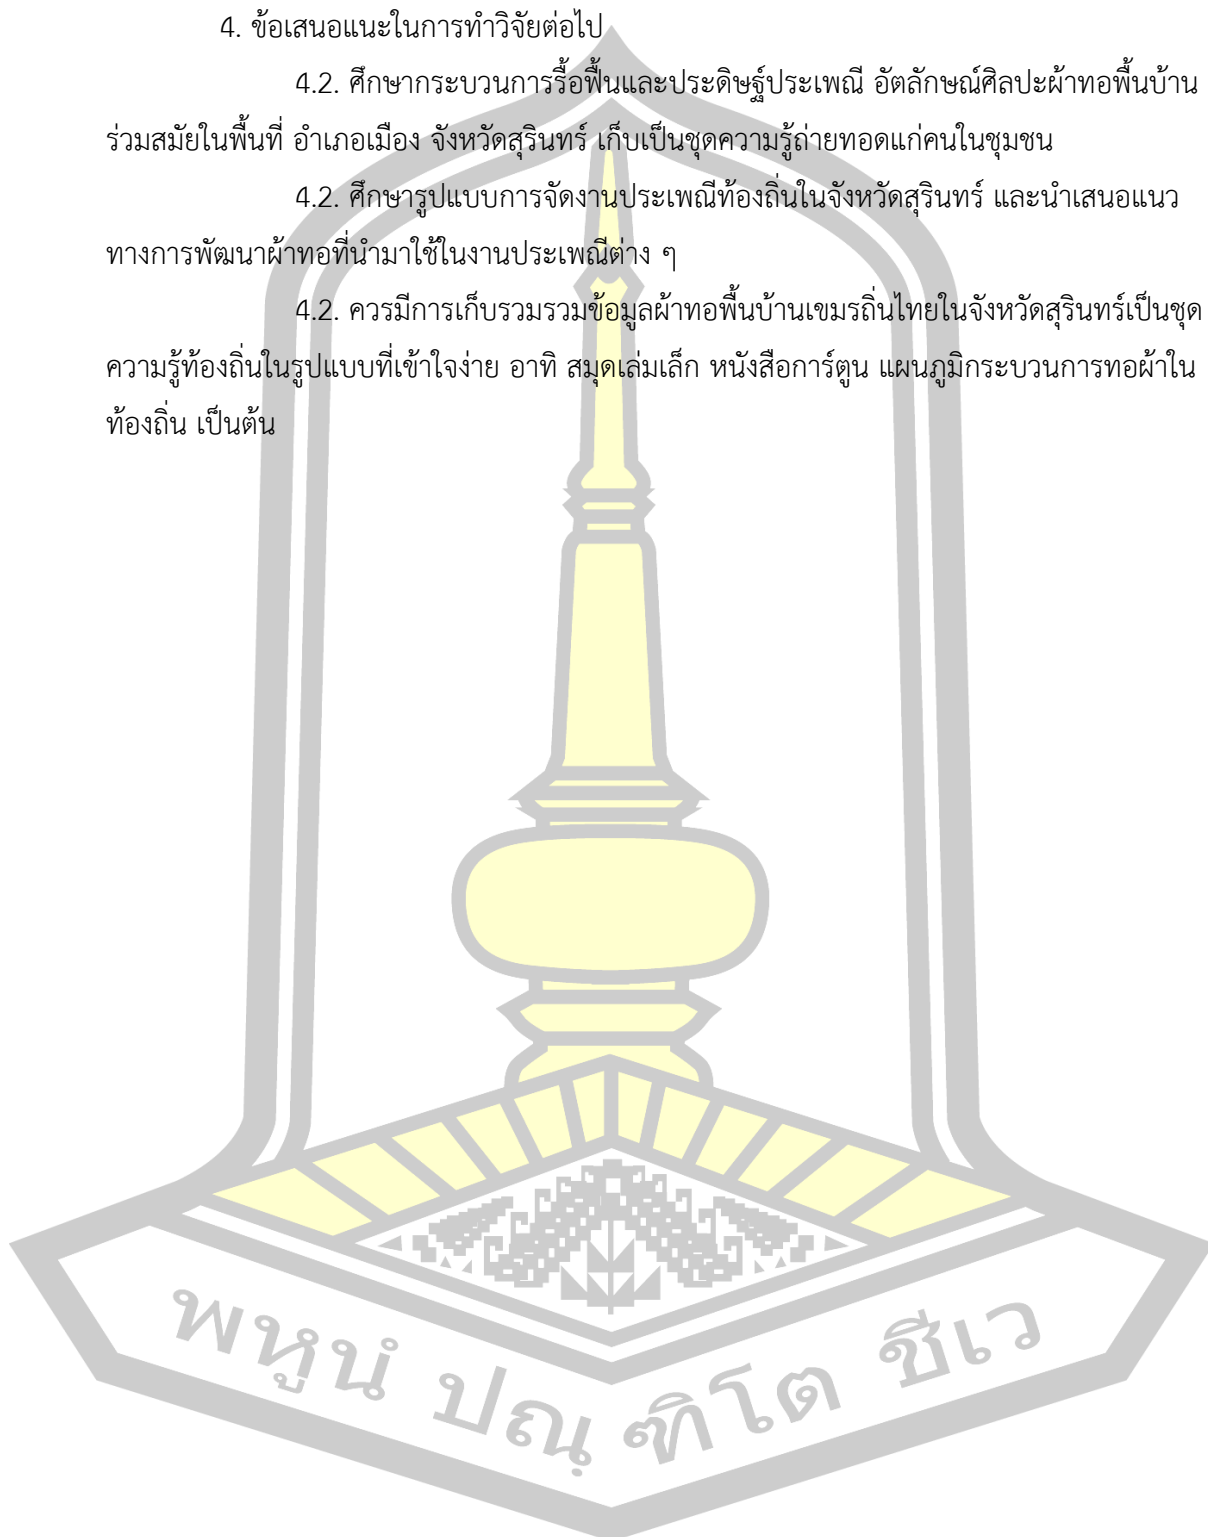 4. ข้อเสนอแนะในการทำวิจัยต่อไป
4.2. ศึกษากระบวนการรื้อฟื้นและประดิษฐ์ประเพณี อัตลักษณ์ศิลปะผ้าทอพื้นบ้าน
ร่วมสมัยในพื้นที่ อำเภอเมือง จังหวัดสุรินทร์ เก็บเป็นชุดความรู้ถ่ายทอดแก่คนในชุมชน
4.2. ศึกษารูปแบบการจัดงานประเพณีท้องถิ่นในจังหวัดสุรินทร์ และนำเสนอแนว
ทางการพัฒนาผ้าทอที่นำมาใช้ในงานประเพณีต่าง ๆ
4.2. ควรมีการเก็บรวมรวมข้อมูลผ้าทอพื้นบ้านเขมรถิ่นไทยในจังหวัดสุรินทร์เป็นชุด
ความรู้ท้องถิ่นในรูปแบบที่เข้าใจง่าย อาทิ สมุดเล่มเล็ก หนังสือการ์ตูน แผนภูมิกระบวนการทอผ้าใน
ท้องถิ่น เป็นต้น
พหูนํ ปณฺฑิโต ชีเว